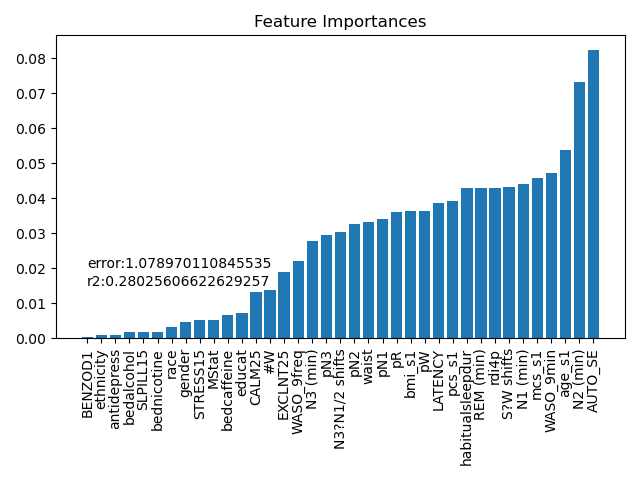 Feature Importances
0.08
0.07
0.06
0.05
0.04
0.03
0.02
0.01
0.00
error:1.078970110845535
r2:0.28025606622629257
BENZOD1
ethnicity
antidepress
bedalcohol
SLPILL15
bednicotine
race
gender
STRESS15
MStat
bedcaffeine
educat
CALM25
#W
EXCLNT25
WASO_9freq
N3 (min)
pN3
N3?N1/2 shifts
pN2
waist
pN1
pR
bmi_s1
pW
LATENCY
pcs_s1
habitualsleepdur
REM (min)
rdi4p
S?W shifts
N1 (min)
mcs_s1
WASO_9min
age_s1
N2 (min)
AUTO_SE